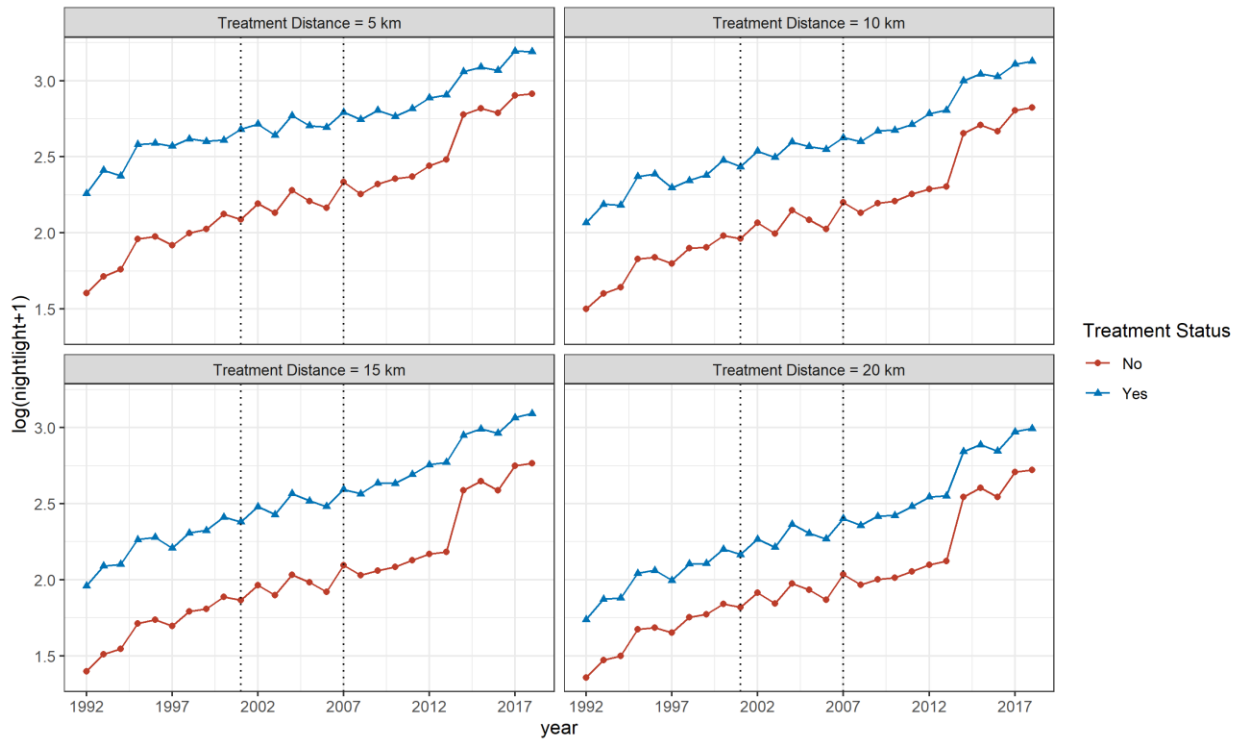 Treatment Distance = 5 km
Treatment Distance = 10 km
3.0
2.5
2.0
1.5
Treatment Distance = 15 km
Treatment Distance = 20 km
3.0
2.5
2.0
1.5
log(nightlight+1)
1992 1997 2002 2007 2012 2017
1992 1997 2002 2007 2012 2017
year
Treatment Status
No
Yes